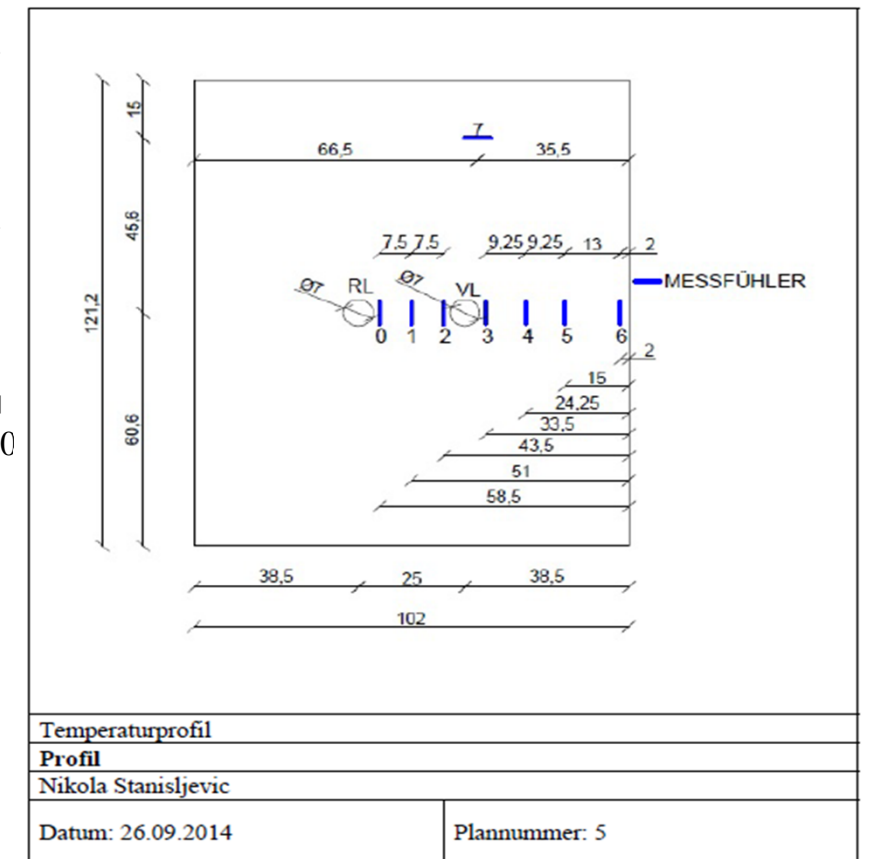 15
7
66,5 35,5
45,6
7.5 7.5 9.25 9.25 13 2
Ø7 RL Ø7 VL MESSFÜHLER
121,2
0 1 2 3 4 5 6
2
15
24,25
0
60,6
33,5
43,5
51
58,5
38,5 25 38,5
102
Temperaturprofil
Profil
Nikola Stanisljevic
Datum: 26.09.2014 Plannummer: 5